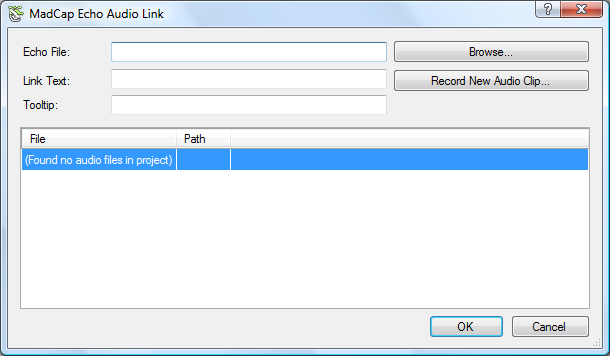 MadCap Echo Audio Link
Echo File: Browse...
Link Text: Record New Audio Clip...
Tooltip:
File Path
(Found no audio files in project)
OK Cancel